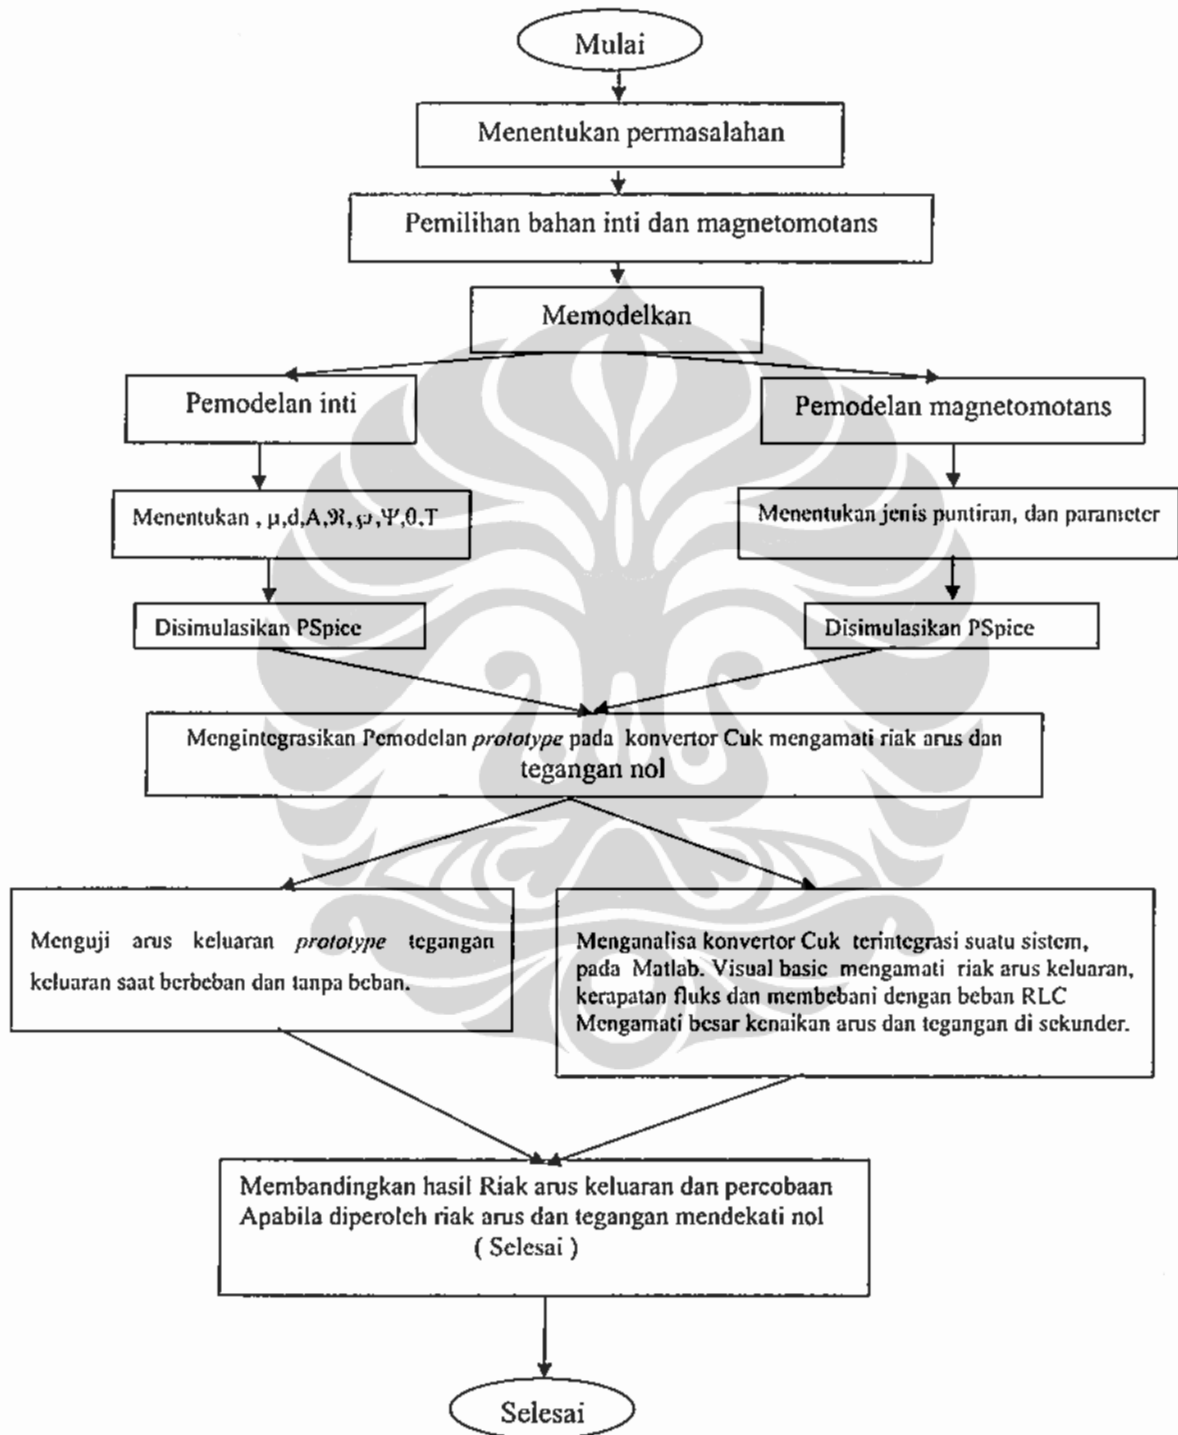 Mulai
Menentukan permasalahan
Pemilihan bahan inti dan magnetomotans
Memodelkan
Pemodelan inti
Pemodelan magnetomotans
Menentukan , μ,d,A,ℜ,℘,Ψ,θ,T
Menentukan jenis puntiran, dan parameter
Disimulasikan PSpice
Disimulasikan PSpice
Mengintegrasikan Pemodelan prototype pada konvertor Cuk mengamati riak arus dan
tegangan nol
Menguji arus keluaran prototype tegangan
keluaran saat berbeban dan tanpa beban.
Menganalisa konvertor Cuk terintegrasi suatu sistem,
pada Matlab. Visual basic mengamati riak arus keluaran,
kerapatan fluks dan membebani dengan beban RLC
Mengamati besar kenaikan arus dan tegangan di sekunder.
Membandingkan hasil Riak arus keluaran dan percobaan
Apabila diperoleh riak arus dan tegangan mendekati nol
( Selesai )
Selesai